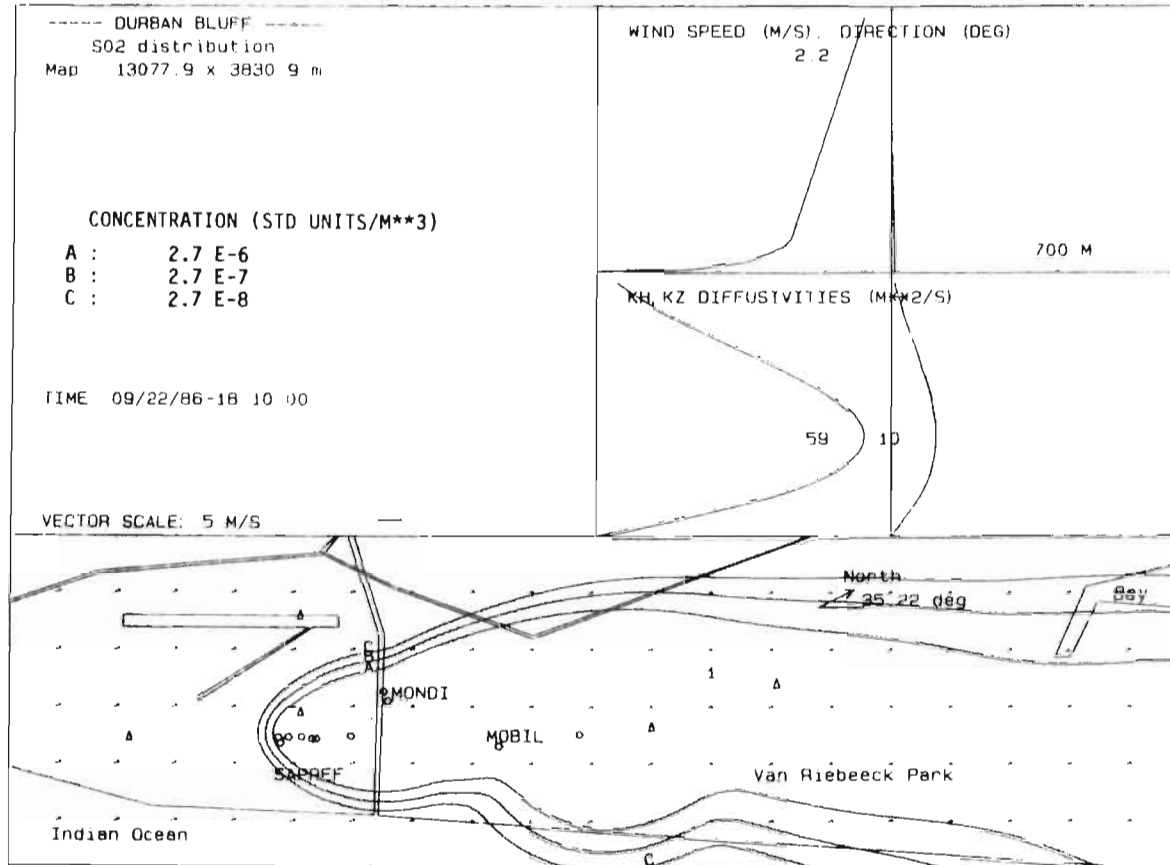 ----- DURBAN BLUFF -----
SO2 distribution
Map 13077.9 x 3830 9 m
CONCENTRATION (STD UNITS/M**3)
A : 2.7 E-6
B : 2.7 E-7
C : 2.7 E-8
TIME 09/22/86-18 10 00
VECTOR SCALE: 5 M/S
WIND SPEED (M/S), DIRECTION (DEG)
2.2
700 M
KH, KZ DIFFUSIVITIES (M**2/S)
59 10
North
35.22 deg
Bay
C
B
A
1
MONDI
MOBIL
SAPREF
Van Riebeeck Park
Indian Ocean
C